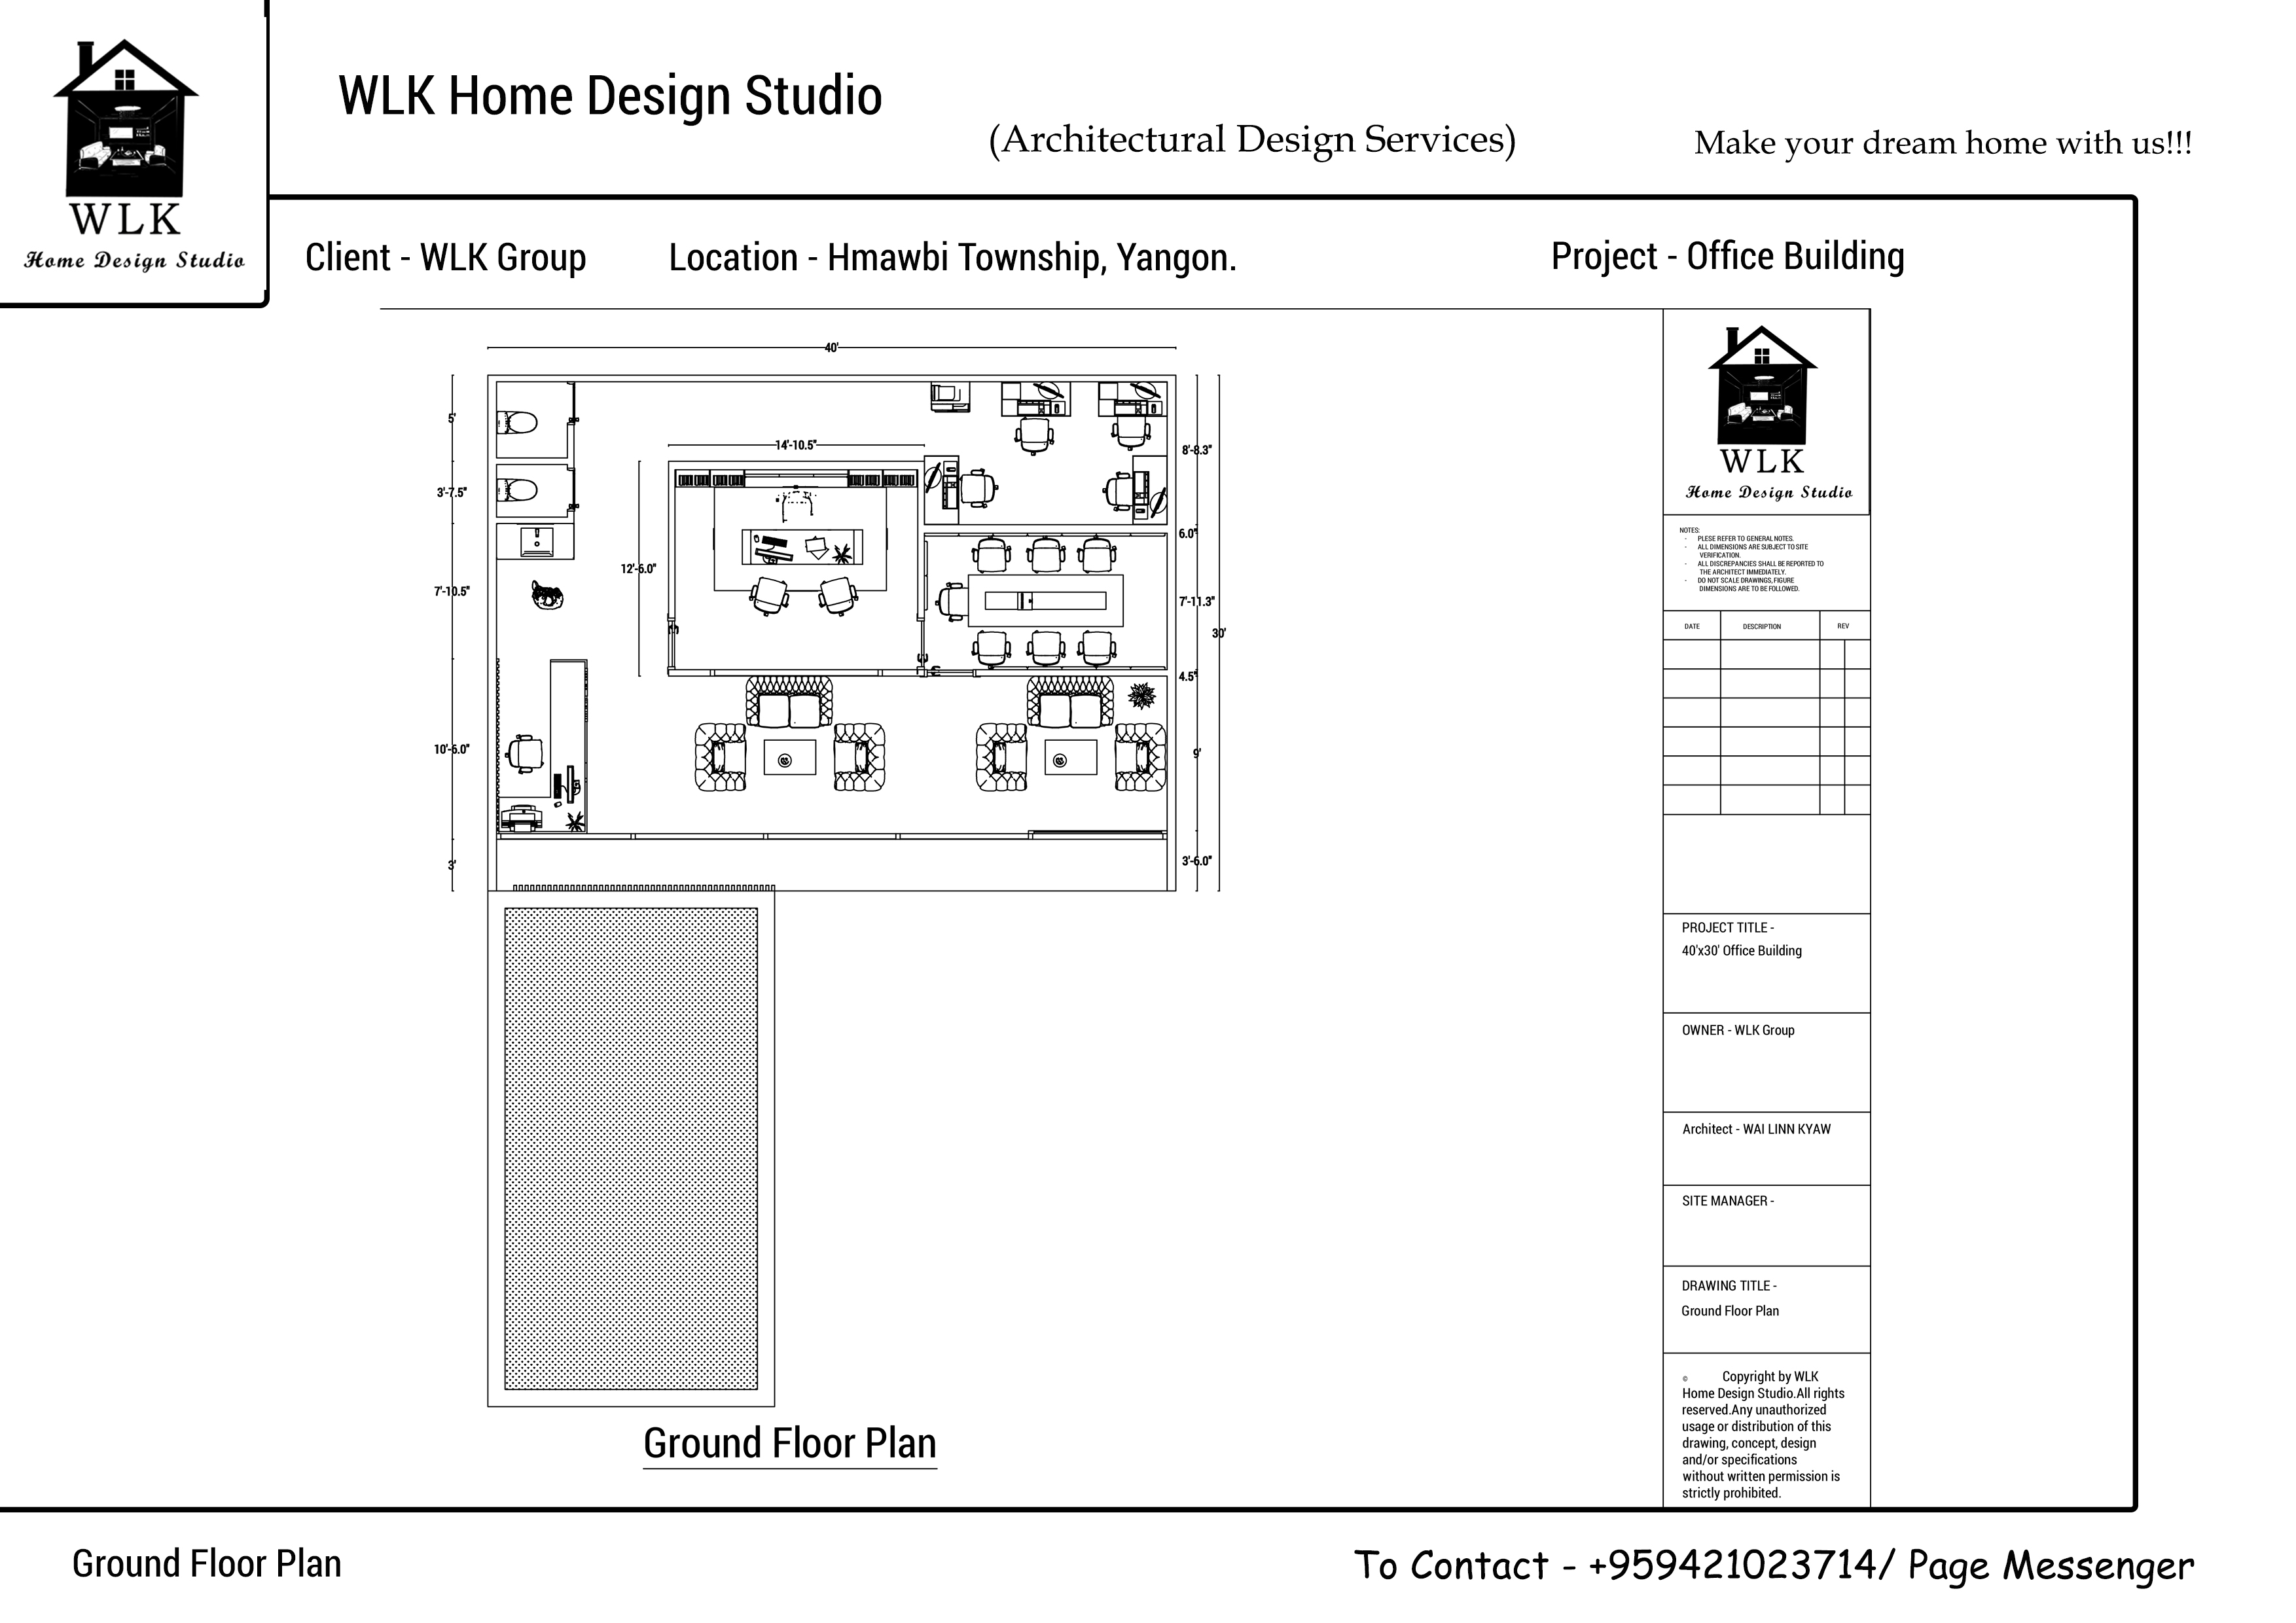 WLK
Home Design Studio
WLK Home Design Studio
(Architectural Design Services)
Make your dream home with us!!!
Client - WLK Group
Location - Hmawbi Township, Yangon.
Project - Office Building
40'
5'
3'-7.5"
7'-10.5"
10'-6.0"
3'
14'-10.5"
12'-6.0"
8'-8.3"
6.0"
7'-11.3"
30'
4.5"
9'
3'-6.0"
Ground Floor Plan
WLK
Home Design Studio
NOTES:
- PLESE REFER TO GENERAL NOTES.
- ALL DIMENSIONS ARE SUBJECT TO SITE
VERIFICATION.
- ALL DISCREPANCIES SHALL BE REPORTED TO
THE ARCHITECT IMMEDIATELY.
- DO NOT SCALE DRAWINGS, FIGURE
DIMENSIONS ARE TO BE FOLLOWED.
DATE DESCRIPTION REV
PROJECT TITLE -
40'x30' Office Building
OWNER - WLK Group
Architect - WAI LINN KYAW
SITE MANAGER -
DRAWING TITLE -
Ground Floor Plan
© Copyright by WLK
Home Design Studio.All rights
reserved.Any unauthorized
usage or distribution of this
drawing, concept, design
and/or specifications
without written permission is
strictly prohibited.
Ground Floor Plan
To Contact - +959421023714/ Page Messenger